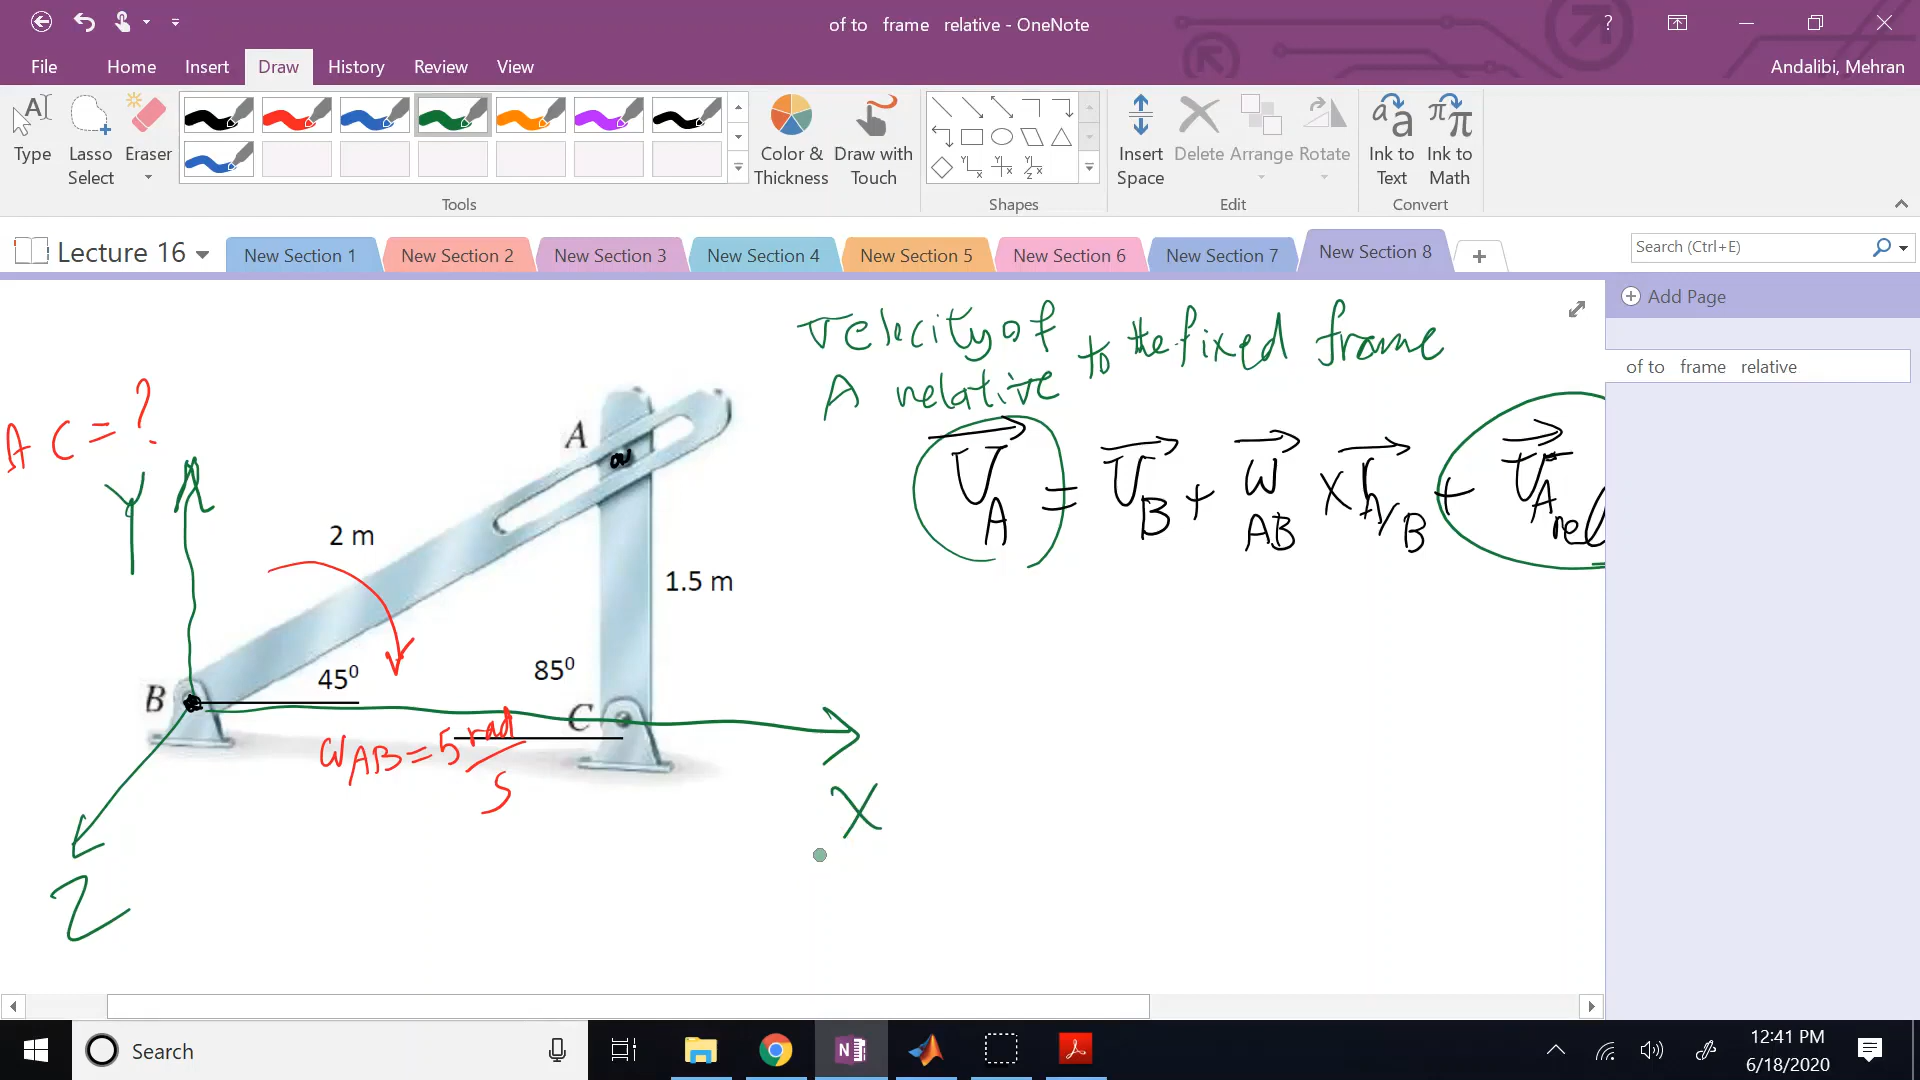 of to frame relative - OneNote
?
File Home Insert Draw History Review View
Andalibi, Mehran
Type
Lasso Select
Eraser
Color & Thickness
Draw with Touch
Insert Space
Delete
Arrange
Rotate
Ink to Text
Ink to Math
Tools
Shapes
Edit
Convert
Lecture 16
New Section 1
New Section 2
New Section 3
New Section 4
New Section 5
New Section 6
New Section 7
New Section 8
+
Search (Ctrl+E)
Add Page
of to frame relative
Velocity of
A relative
to the fixed frame
AC = ?
Y
A
2 m
1.5 m
B
45⁰
85⁰
C
ω AB = 5 rad/s
X
Z
V A = V B + ω AB × r A/B + V A rel
Search
12:41 PM
6/18/2020